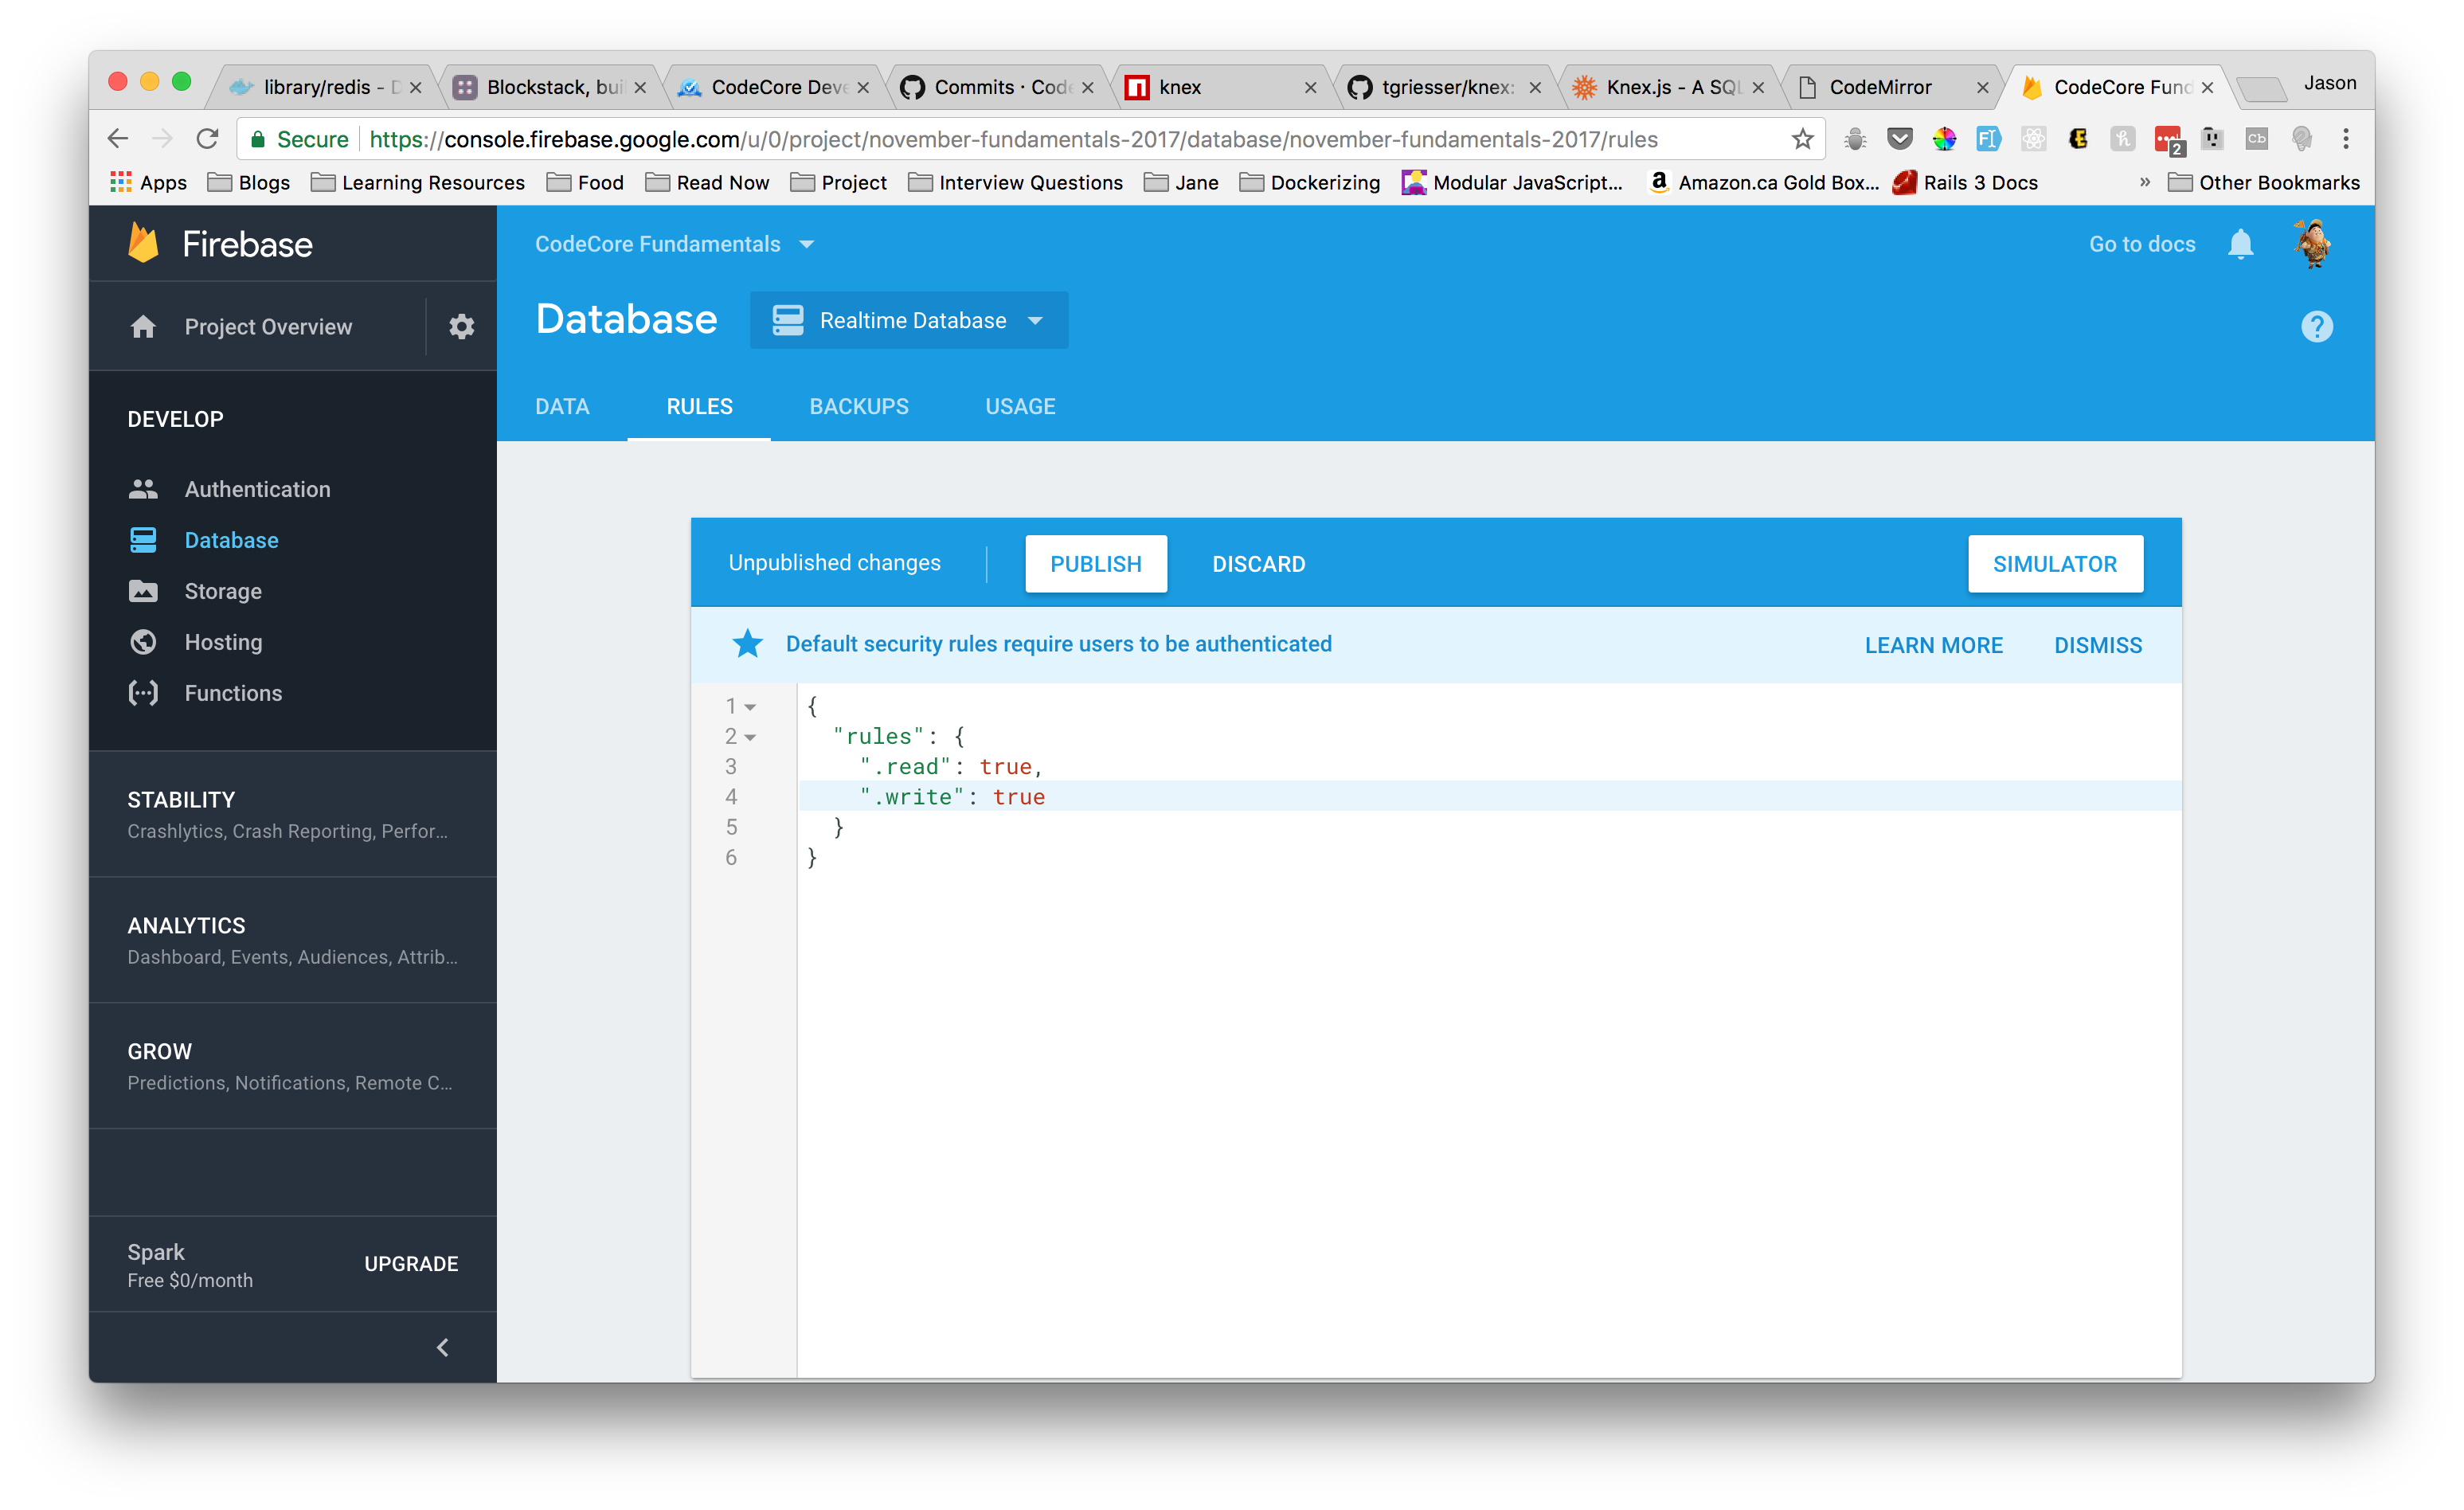 library/redis - D
Blockstack, bui
CodeCore Deve
Commits · Code
knex
tgriesser/knex:
Knex.js - A SQL
CodeMirror
CodeCore Fund
Jason
Secure https://console.firebase.google.com/u/0/project/november-fundamentals-2017/database/november-fundamentals-2017/rules
2
Cb
Apps Blogs Learning Resources Food Read Now Project Interview Questions Jane Dockerizing Modular JavaScript... Amazon.ca Gold Box... Rails 3 Docs » Other Bookmarks
Firebase
CodeCore Fundamentals
Go to docs
Project Overview
Database
Realtime Database
DATA RULES BACKUPS USAGE
DEVELOP
Authentication
Database
Storage
Hosting
Functions
STABILITY
Crashlytics, Crash Reporting, Perfor...
ANALYTICS
Dashboard, Events, Audiences, Attrib...
GROW
Predictions, Notifications, Remote C...
Spark
Free $0/month
UPGRADE
Unpublished changes PUBLISH DISCARD SIMULATOR
Default security rules require users to be authenticated LEARN MORE DISMISS
1 {
2 "rules": {
3 ".read": true,
4 ".write": true
5 }
6 }